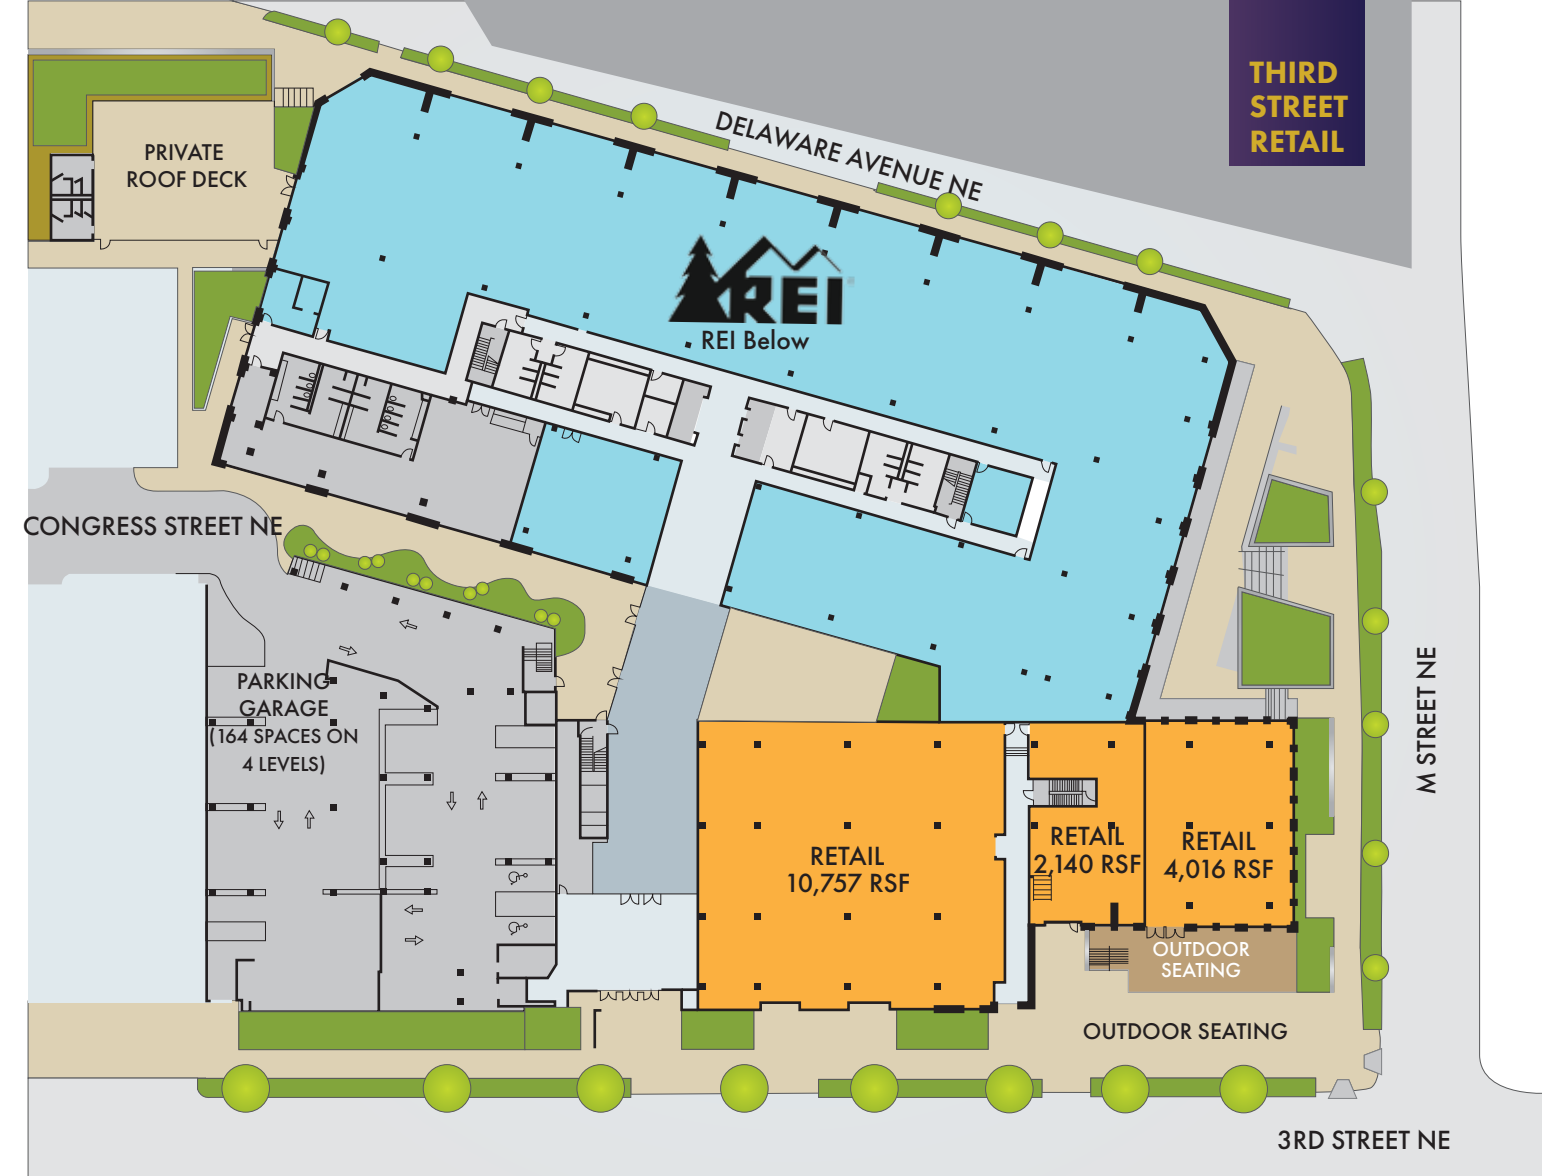 THIRD
STREET
RETAIL
DELAWARE AVENUE NE
PRIVATE
ROOF DECK
REI
REI Below
CONGRESS STREET NE
PARKING
GARAGE
(164 SPACES ON
4 LEVELS)
M STREET NE
RETAIL
10,757 RSF
RETAIL
2,140 RSF
RETAIL
4,016 RSF
OUTDOOR
SEATING
OUTDOOR SEATING
3RD STREET NE